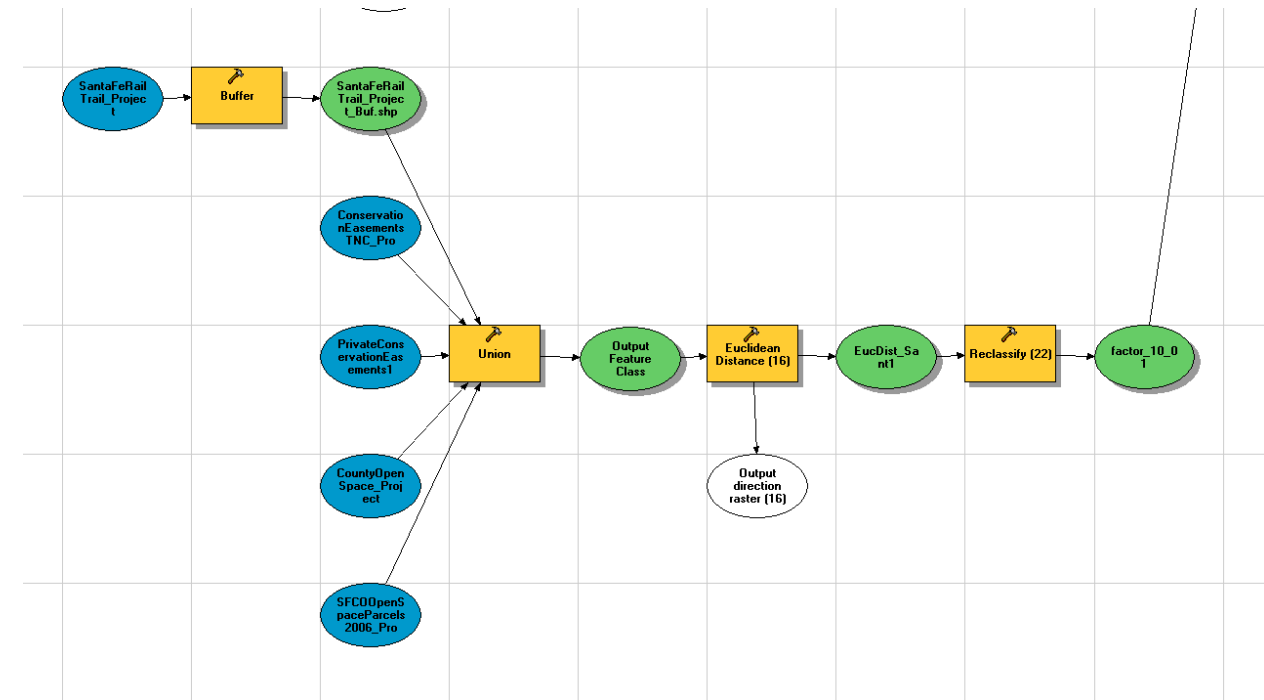 SantaFeRail
Trail_Projec
t
Buffer
SantaFeRail
Trail_Projec
t_Buf.shp
Conservatio
nEasements
TNC_Pro
PrivateCons
ervationEas
ements1
Union
Output
Feature
Class
Euclidean
Distance (16)
EucDist_Sa
nt1
Reclassify (22)
factor_10_0
1
CountyOpen
Space_Proj
ect
Output
direction
raster (16)
SFCOOpenS
paceParcels
2006_Pro